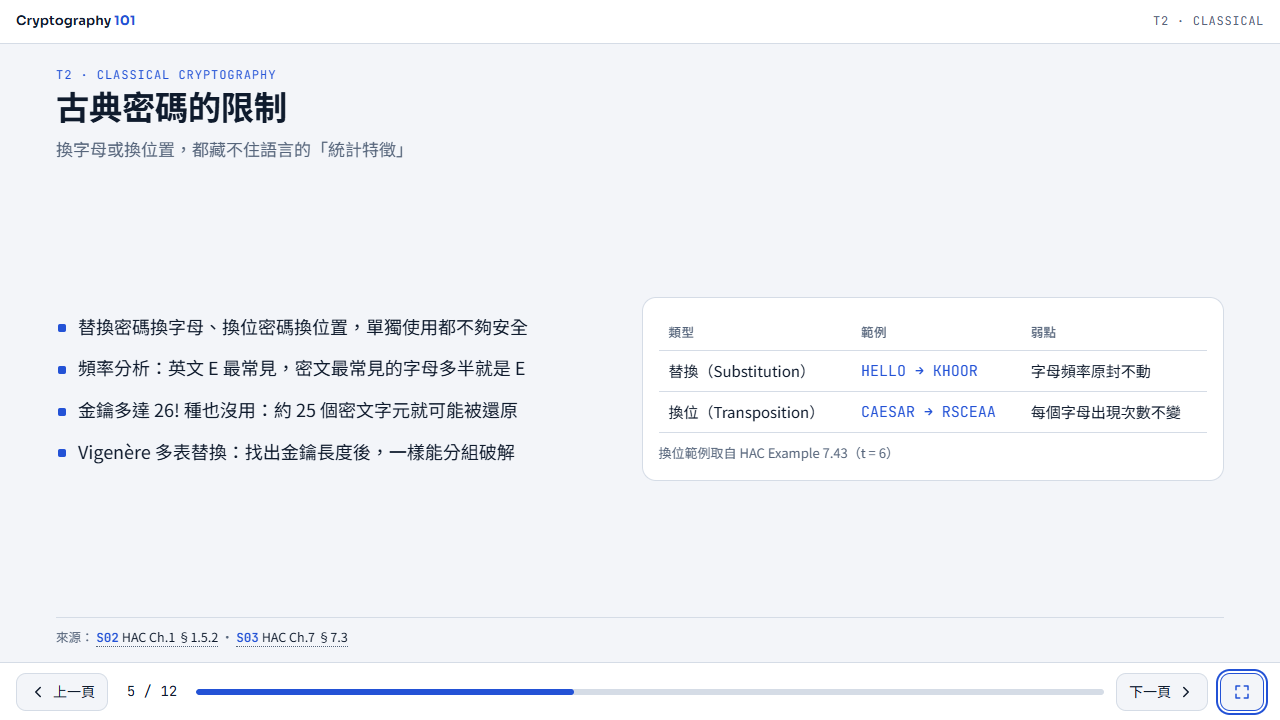 Cryptography 101
T2 · CLASSICAL
T2 · CLASSICAL CRYPTOGRAPHY
古典密碼的限制
換字母或換位置，都藏不住語言的「統計特徵」
替換密碼換字母、換位密碼換位置，單獨使用都不夠安全
頻率分析：英文 E 最常見，密文最常見的字母多半就是 E
金鑰多達 26! 種也沒用：約 25 個密文字元就可能被還原
Vigenère 多表替換：找出金鑰長度後，一樣能分組破解
類型 範例 弱點
替換（Substitution） HELLO → KHOOR 字母頻率原封不動
換位（Transposition） CAESAR → RSCEAA 每個字母出現次數不變
換位範例取自 HAC Example 7.43（t = 6）
來源： S02 HAC Ch.1 §1.5.2 · S03 HAC Ch.7 §7.3
上一頁 5 / 12 下一頁